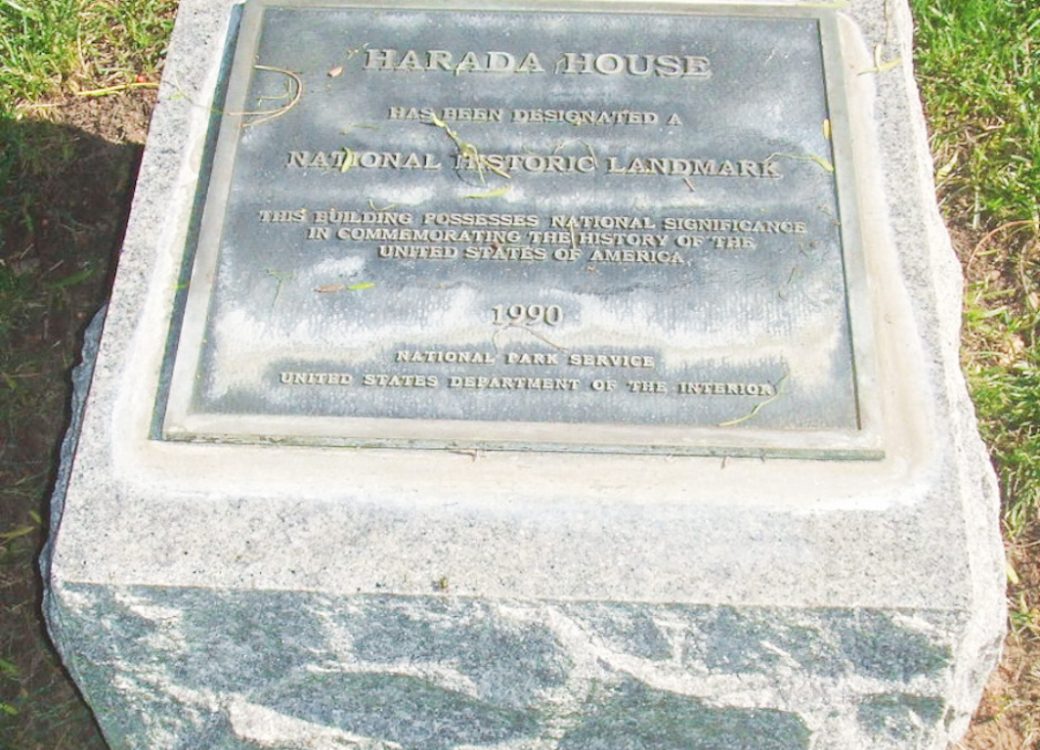 HARADA HOUSE
HAS BEEN DESIGNATED A
NATIONAL HISTORIC LANDMARK
THIS BUILDING POSSESSES NATIONAL SIGNIFICANCE
IN COMMEMORATING THE HISTORY OF THE
UNITED STATES OF AMERICA
1990
NATIONAL PARK SERVICE
UNITED STATES DEPARTMENT OF THE INTERIOR